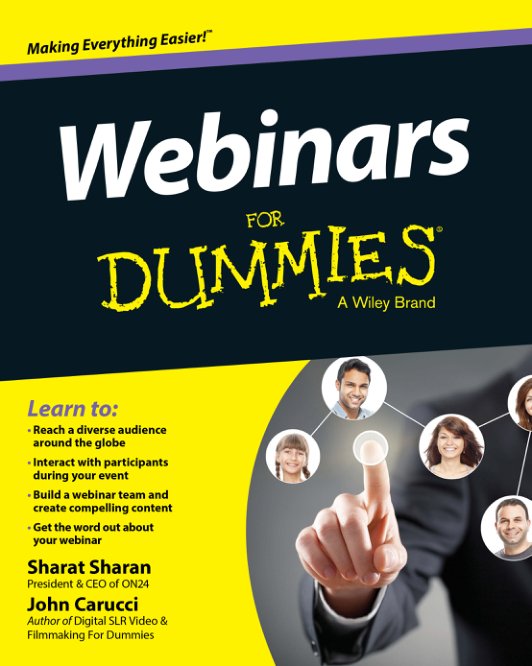 Making Everything Easier!™
Webinars
FOR
DUMMIES®
A Wiley Brand
Learn to:
• Reach a diverse audience
around the globe
• Interact with participants
during your event
• Build a webinar team and
create compelling content
• Get the word out about
your webinar
Sharat Sharan
President & CEO of ON24
John Carucci
Author of Digital SLR Video &
Filmmaking For Dummies